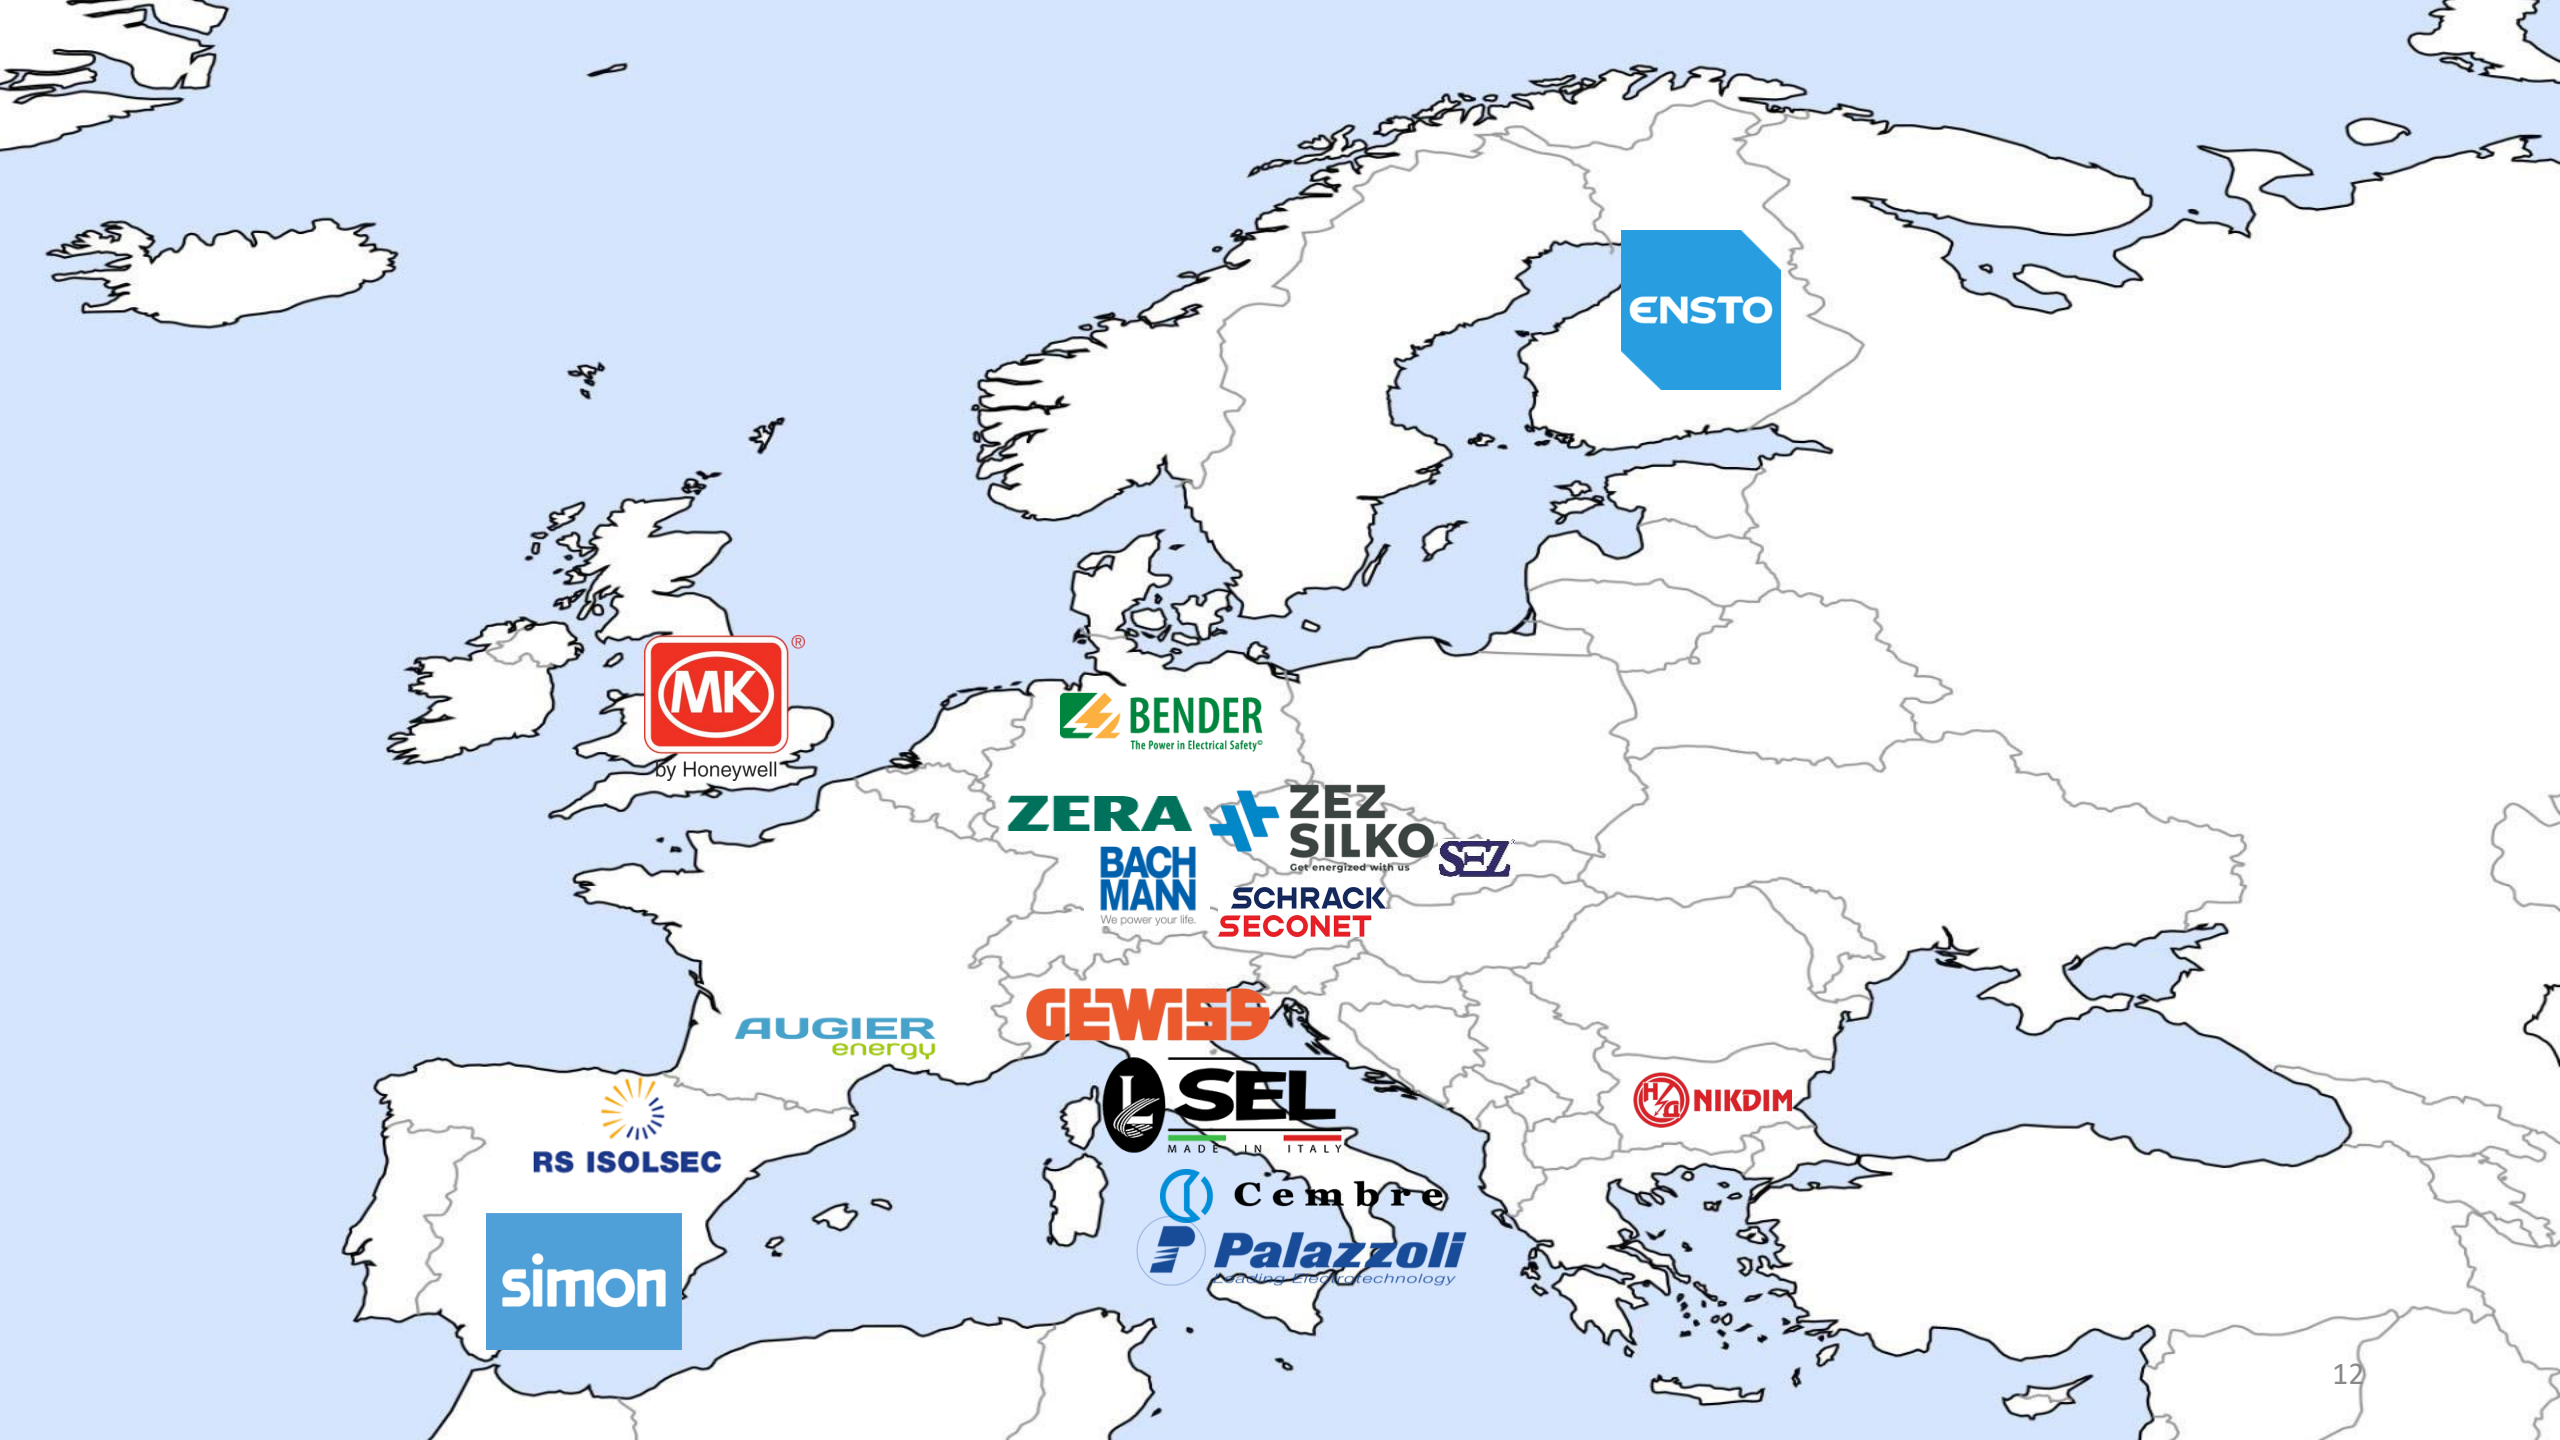 ENSTO
MK
®
by Honeywell
BENDER
The Power in Electrical Safety©
ZERA
ZEZ
SILKO
Get energized with us
SEZ
BACH
MANN
We power your life.
SCHRACK
SECONET
GEWISS
AUGIER
energy
SEL
MADE IN ITALY
NIKDIM
RS ISOLSEC
Cembre
Palazzoli
Leading Electrotechnology
simon
12